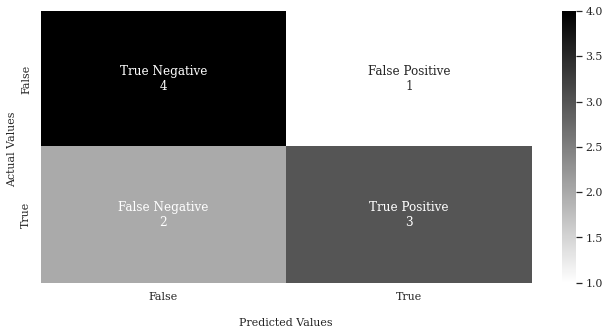 True Negative
4
False Positive
1
False Negative
2
True Positive
3
Actual Values
False
True
False
True
Predicted Values
4.0
3.5
3.0
2.5
2.0
1.5
1.0